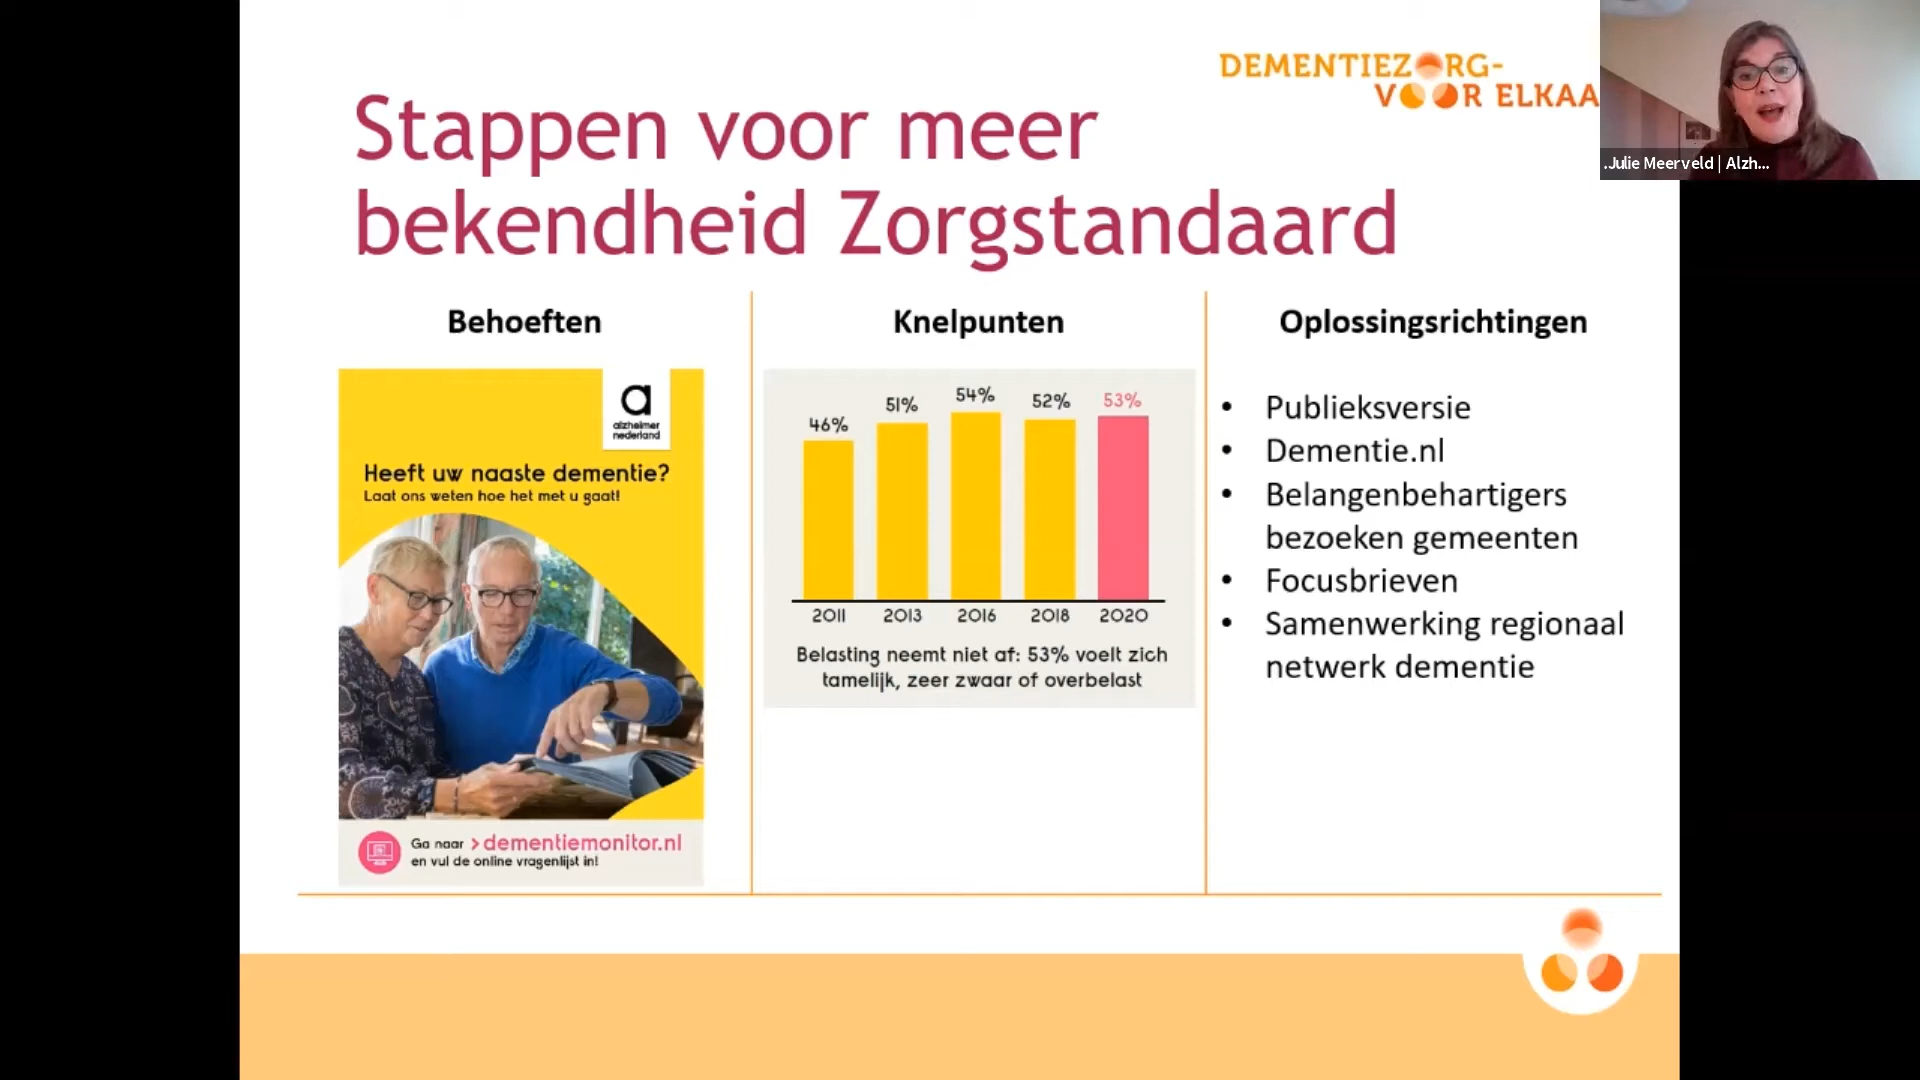 DEMENTIEZORG-
VOOR ELKAA
.Julie Meerveld | Alzh...
Stappen voor meer
bekendheid Zorgstandaard
Behoeften
a
alzheimer
nederland
Heeft uw naaste dementie?
Laat ons weten hoe het met u gaat!
Ga naar > dementiemonitor.nl
en vul de online vragenlijst in!
Knelpunten
46%
51%
54%
52%
53%
2011
2013
2016
2018
2020
Belasting neemt niet af: 53% voelt zich
tamelijk, zeer zwaar of overbelast
Oplossingsrichtingen
• Publieksversie
• Dementie.nl
• Belangenbehartigers
bezoeken gemeenten
• Focusbrieven
• Samenwerking regionaal
netwerk dementie